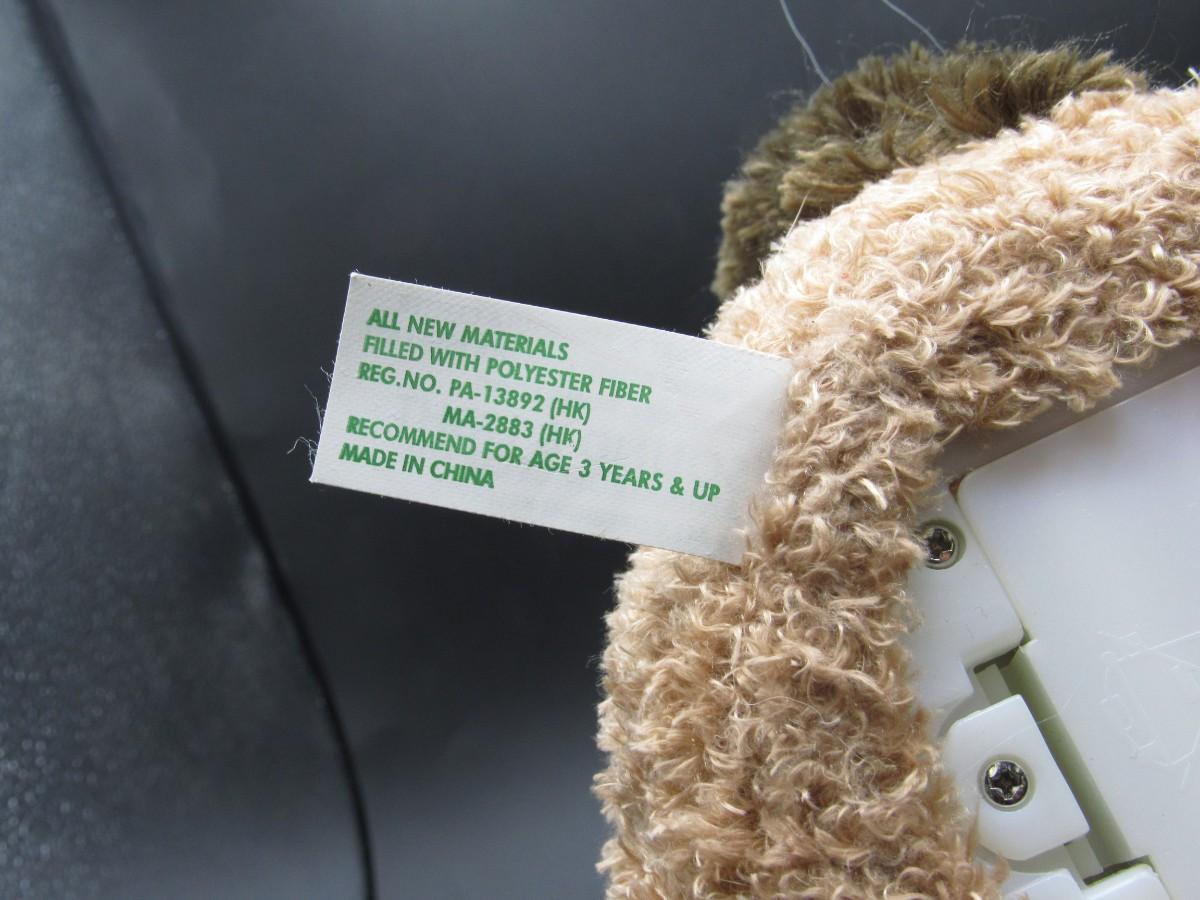 ALL NEW MATERIALS
FILLED WITH POLYESTER FIBER
REG.NO. PA-13892 (HK)
MA-2883 (HK)
RECOMMEND FOR AGE 3 YEARS & UP
MADE IN CHINA